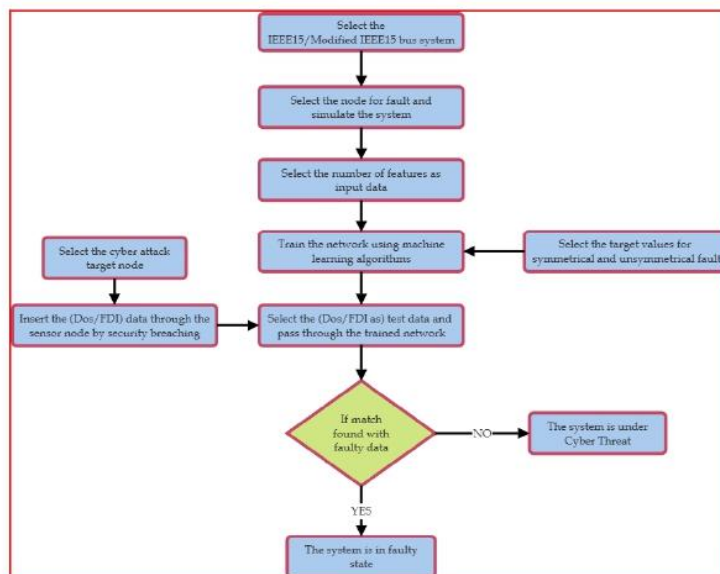 Select the
IEEE15/Modified IEEE15 bus system
Select the node for fault and
simulate the system
Select the number of features as
input data
Train the network using machine
learning algorithms
Select the target values for
symmetrical and unsymmetrical fault
Select the cyber attack
target node
Insert the (Dos/FDI) data through the
sensor node by security breaching
Select the (Dos/FDI as) test data and
pass through the trained network
If match
found with
faulty data
NO
The system is under
Cyber Threat
YES
The system is in faulty
state